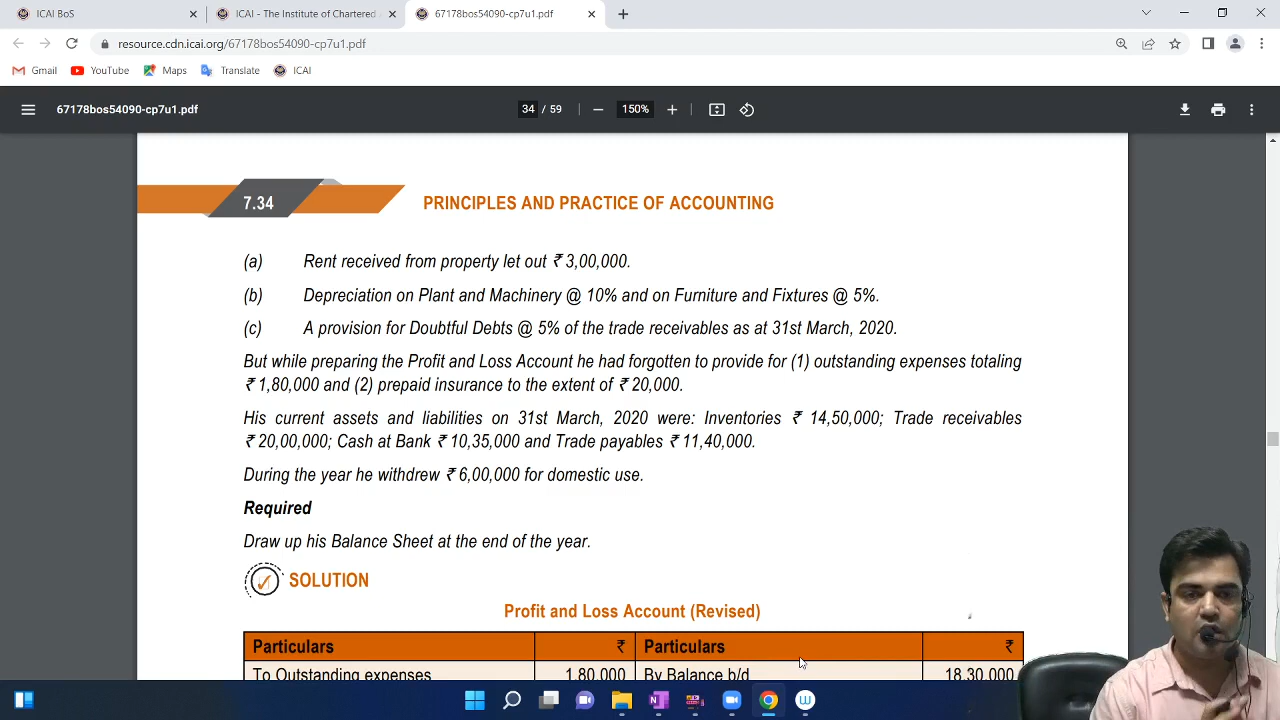 ICAI BoS
ICAI - The Institute of Chartered
67178bos54090-cp7u1.pdf
resource.cdn.icai.org/67178bos54090-cp7u1.pdf
Gmail
YouTube
Maps
Translate
ICAI
67178bos54090-cp7u1.pdf
34 / 59
150%
7.34
PRINCIPLES AND PRACTICE OF ACCOUNTING
(a) Rent received from property let out ₹ 3,00,000.
(b) Depreciation on Plant and Machinery @ 10% and on Furniture and Fixtures @ 5%.
(c) A provision for Doubtful Debts @ 5% of the trade receivables as at 31st March, 2020.
But while preparing the Profit and Loss Account he had forgotten to provide for (1) outstanding expenses totaling
₹ 1,80,000 and (2) prepaid insurance to the extent of ₹ 20,000.
His current assets and liabilities on 31st March, 2020 were: Inventories ₹ 14,50,000; Trade receivables
₹ 20,00,000; Cash at Bank ₹ 10,35,000 and Trade payables ₹ 11,40,000.
During the year he withdrew ₹ 6,00,000 for domestic use.
Required
Draw up his Balance Sheet at the end of the year.
SOLUTION
Profit and Loss Account (Revised)
Particulars ₹ Particulars ₹
To Outstanding expenses 1,80,000 By Balance b/d 18,30,000